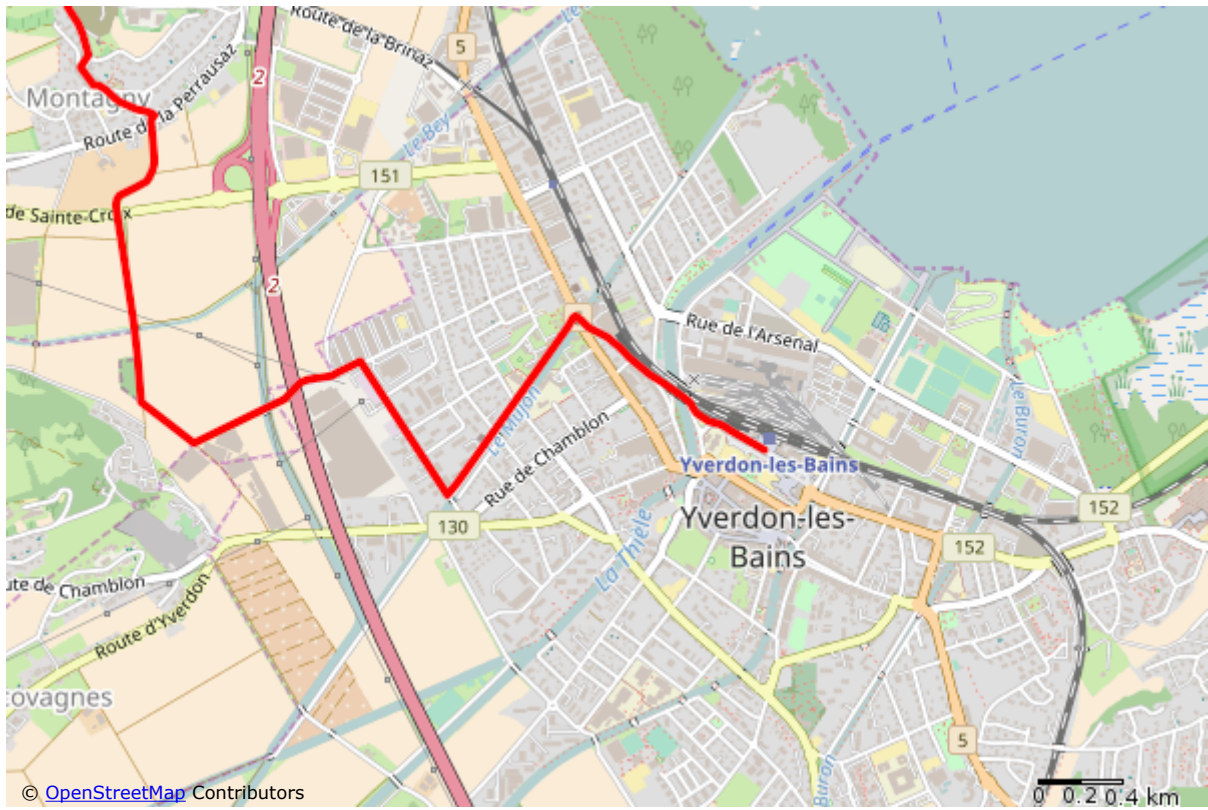 Route de la Brinaz
Le
5
2
Montagny
Route de la Perrausaz
Le Bey
151
de Sainte-Croix
2
Rue de l'Arsenal
Le Mujon
Rue de Chamblon
Le Buron
Yverdon-les-Bains
130
La Thièle
Yverdon-les-
Bains
152
152
ute de Chamblon
Route d'Yverdon
covagnes
5
Buron
0 0.2 0.4 km
© OpenStreetMap Contributors